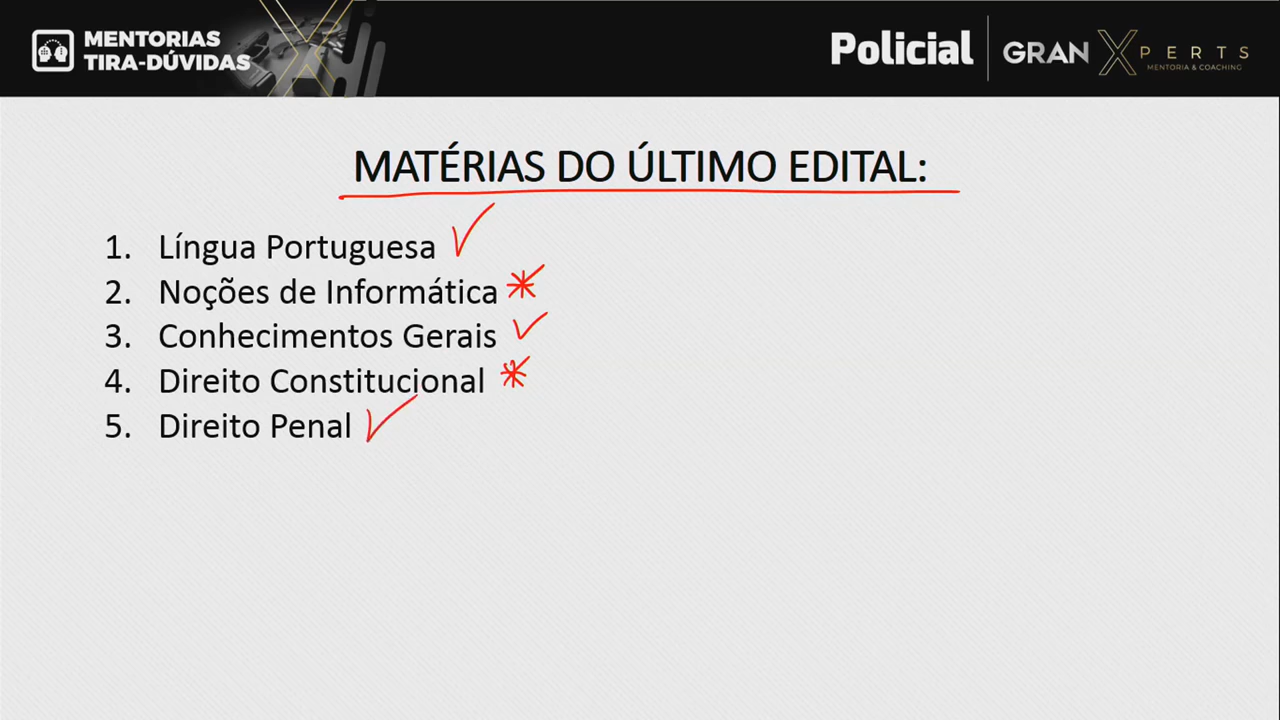 MENTORIAS
TIRA-DÚVIDAS
Policial
GRAN XPERTS
MENTORIA & COACHING
MATÉRIAS DO ÚLTIMO EDITAL:
1. Língua Portuguesa
2. Noções de Informática
3. Conhecimentos Gerais
4. Direito Constitucional
5. Direito Penal